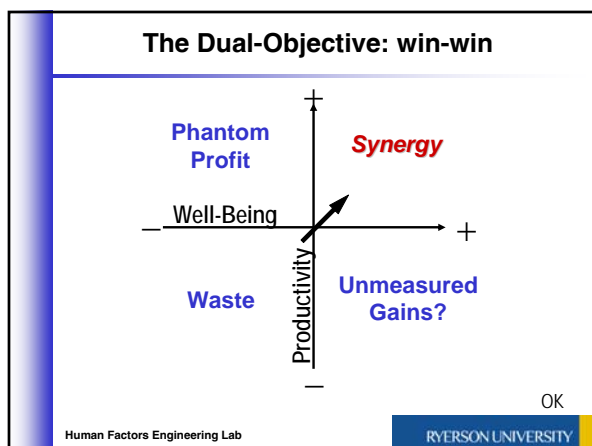 The Dual-Objective: win-win
+
Phantom
Profit
Synergy
Well-Being
−
+
Productivity
Waste
Unmeasured
Gains?
−
OK
Human Factors Engineering Lab
RYERSON UNIVERSITY